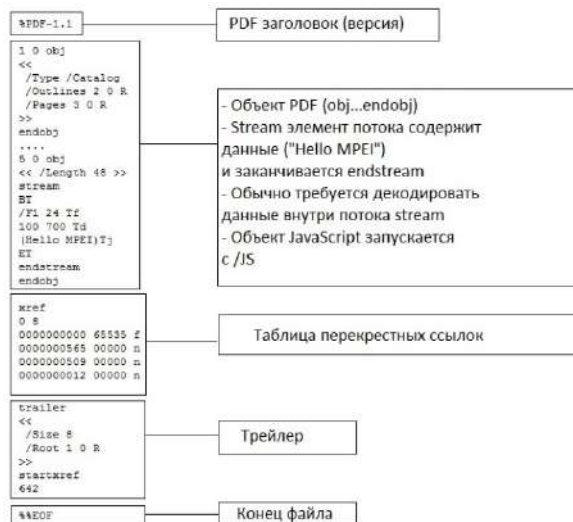 %PDF-1.1
PDF заголовок (версия)
1 0 obj
<<
/Type /Catalog
/Outlines 2 0 R
/Pages 3 0 R
>>
endobj
....
5 0 obj
<< /Length 48 >>
stream
BT
/F1 24 Tf
100 700 Td
(Hello MPEI)Tj
ET
endstream
endobj
- Объект PDF (obj...endobj)
- Stream элемент потока содержит
данные ("Hello MPEI")
и заканчивается endstream
- Обычно требуется декодировать
данные внутри потока stream
- Объект JavaScript запускается
с /JS
xref
0 8
0000000000 65535 f
0000000565 00000 n
0000000509 00000 n
0000000012 00000 n
Таблица перекрестных ссылок
trailer
<<
/Size 8
/Root 1 0 R
>>
startxref
642
Трейлер
%%EOF
Конец файла